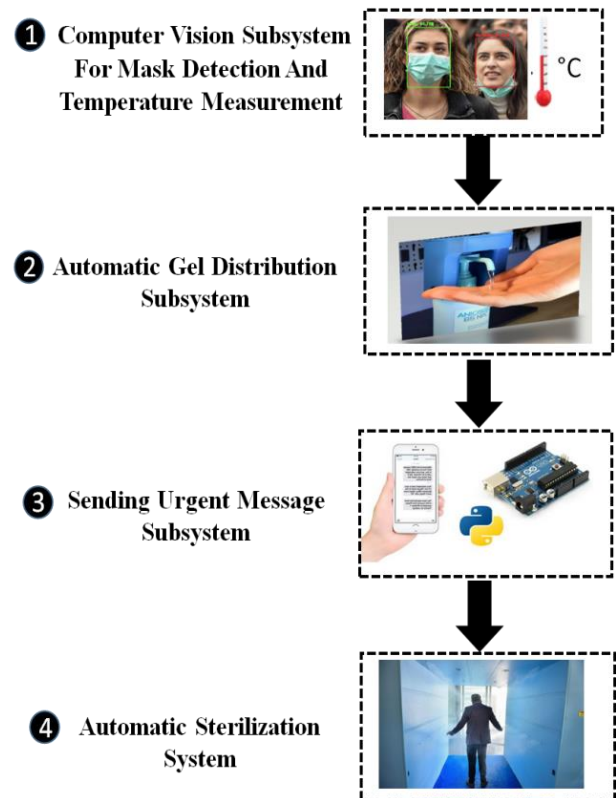 1 Computer Vision Subsystem
For Mask Detection And
Temperature Measurement
°C
2 Automatic Gel Distribution
Subsystem
3 Sending Urgent Message
Subsystem
4 Automatic Sterilization
System